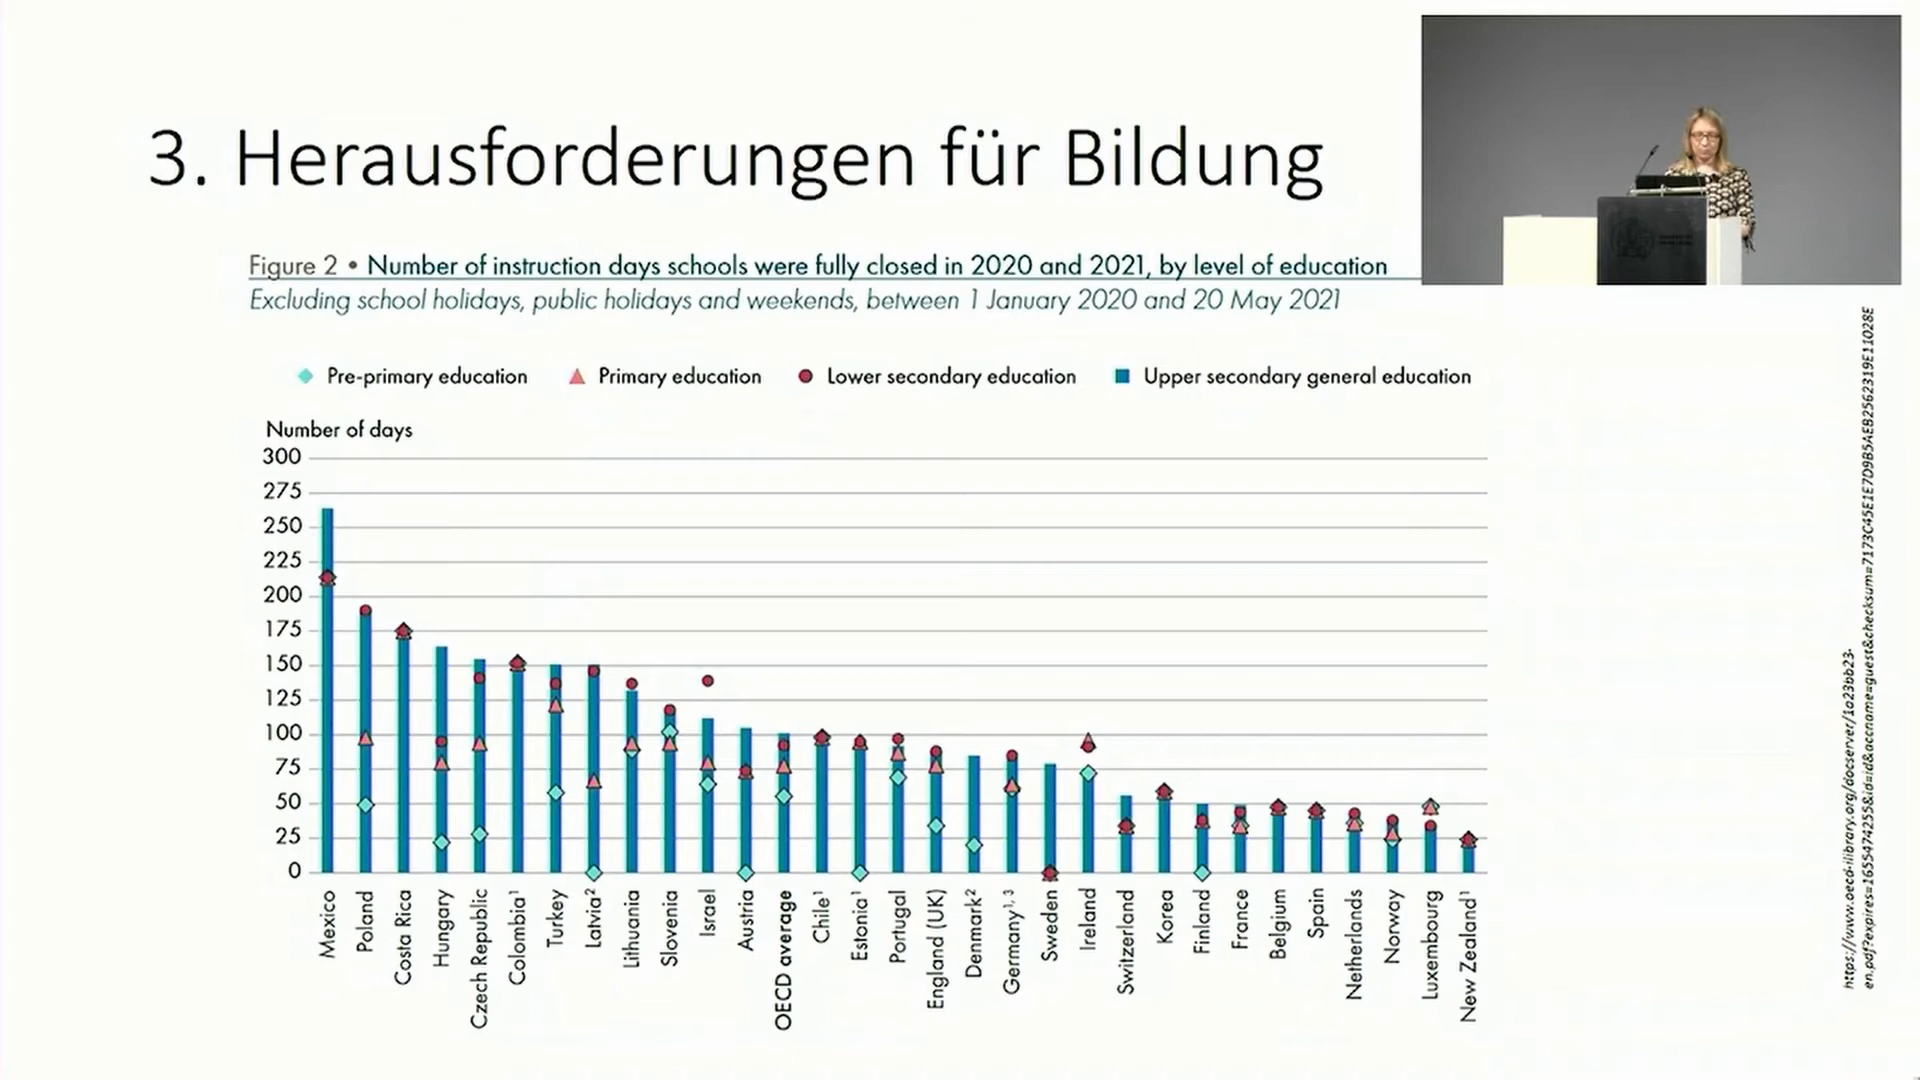 3. Herausforderungen für Bildung
Figure 2 • Number of instruction days schools were fully closed in 2020 and 2021, by level of education
Excluding school holidays, public holidays and weekends, between 1 January 2020 and 20 May 2021
Pre-primary education
Primary education
Lower secondary education
Upper secondary general education
Number of days
300
275
250
225
200
175
150
125
100
75
50
25
0
Mexico
Poland
Costa Rica
Hungary
Czech Republic
Colombia¹
Turkey
Latvia²
Lithuania
Slovenia
Israel
Austria
OECD average
Chile¹
Estonia¹
Portugal
England (UK)
Denmark²
Germany¹,³
Sweden
Ireland
Switzerland
Korea
Finland
France
Belgium
Spain
Netherlands
Norway
Luxembourg
New Zealand¹
https://www.oecd-ilibrary.org/docserver/1a23bb23-
en.pdf?expires=1655474255&id=id&accname=guest&checksum=7173C45E1E7D9B5AEB2562319E11028E